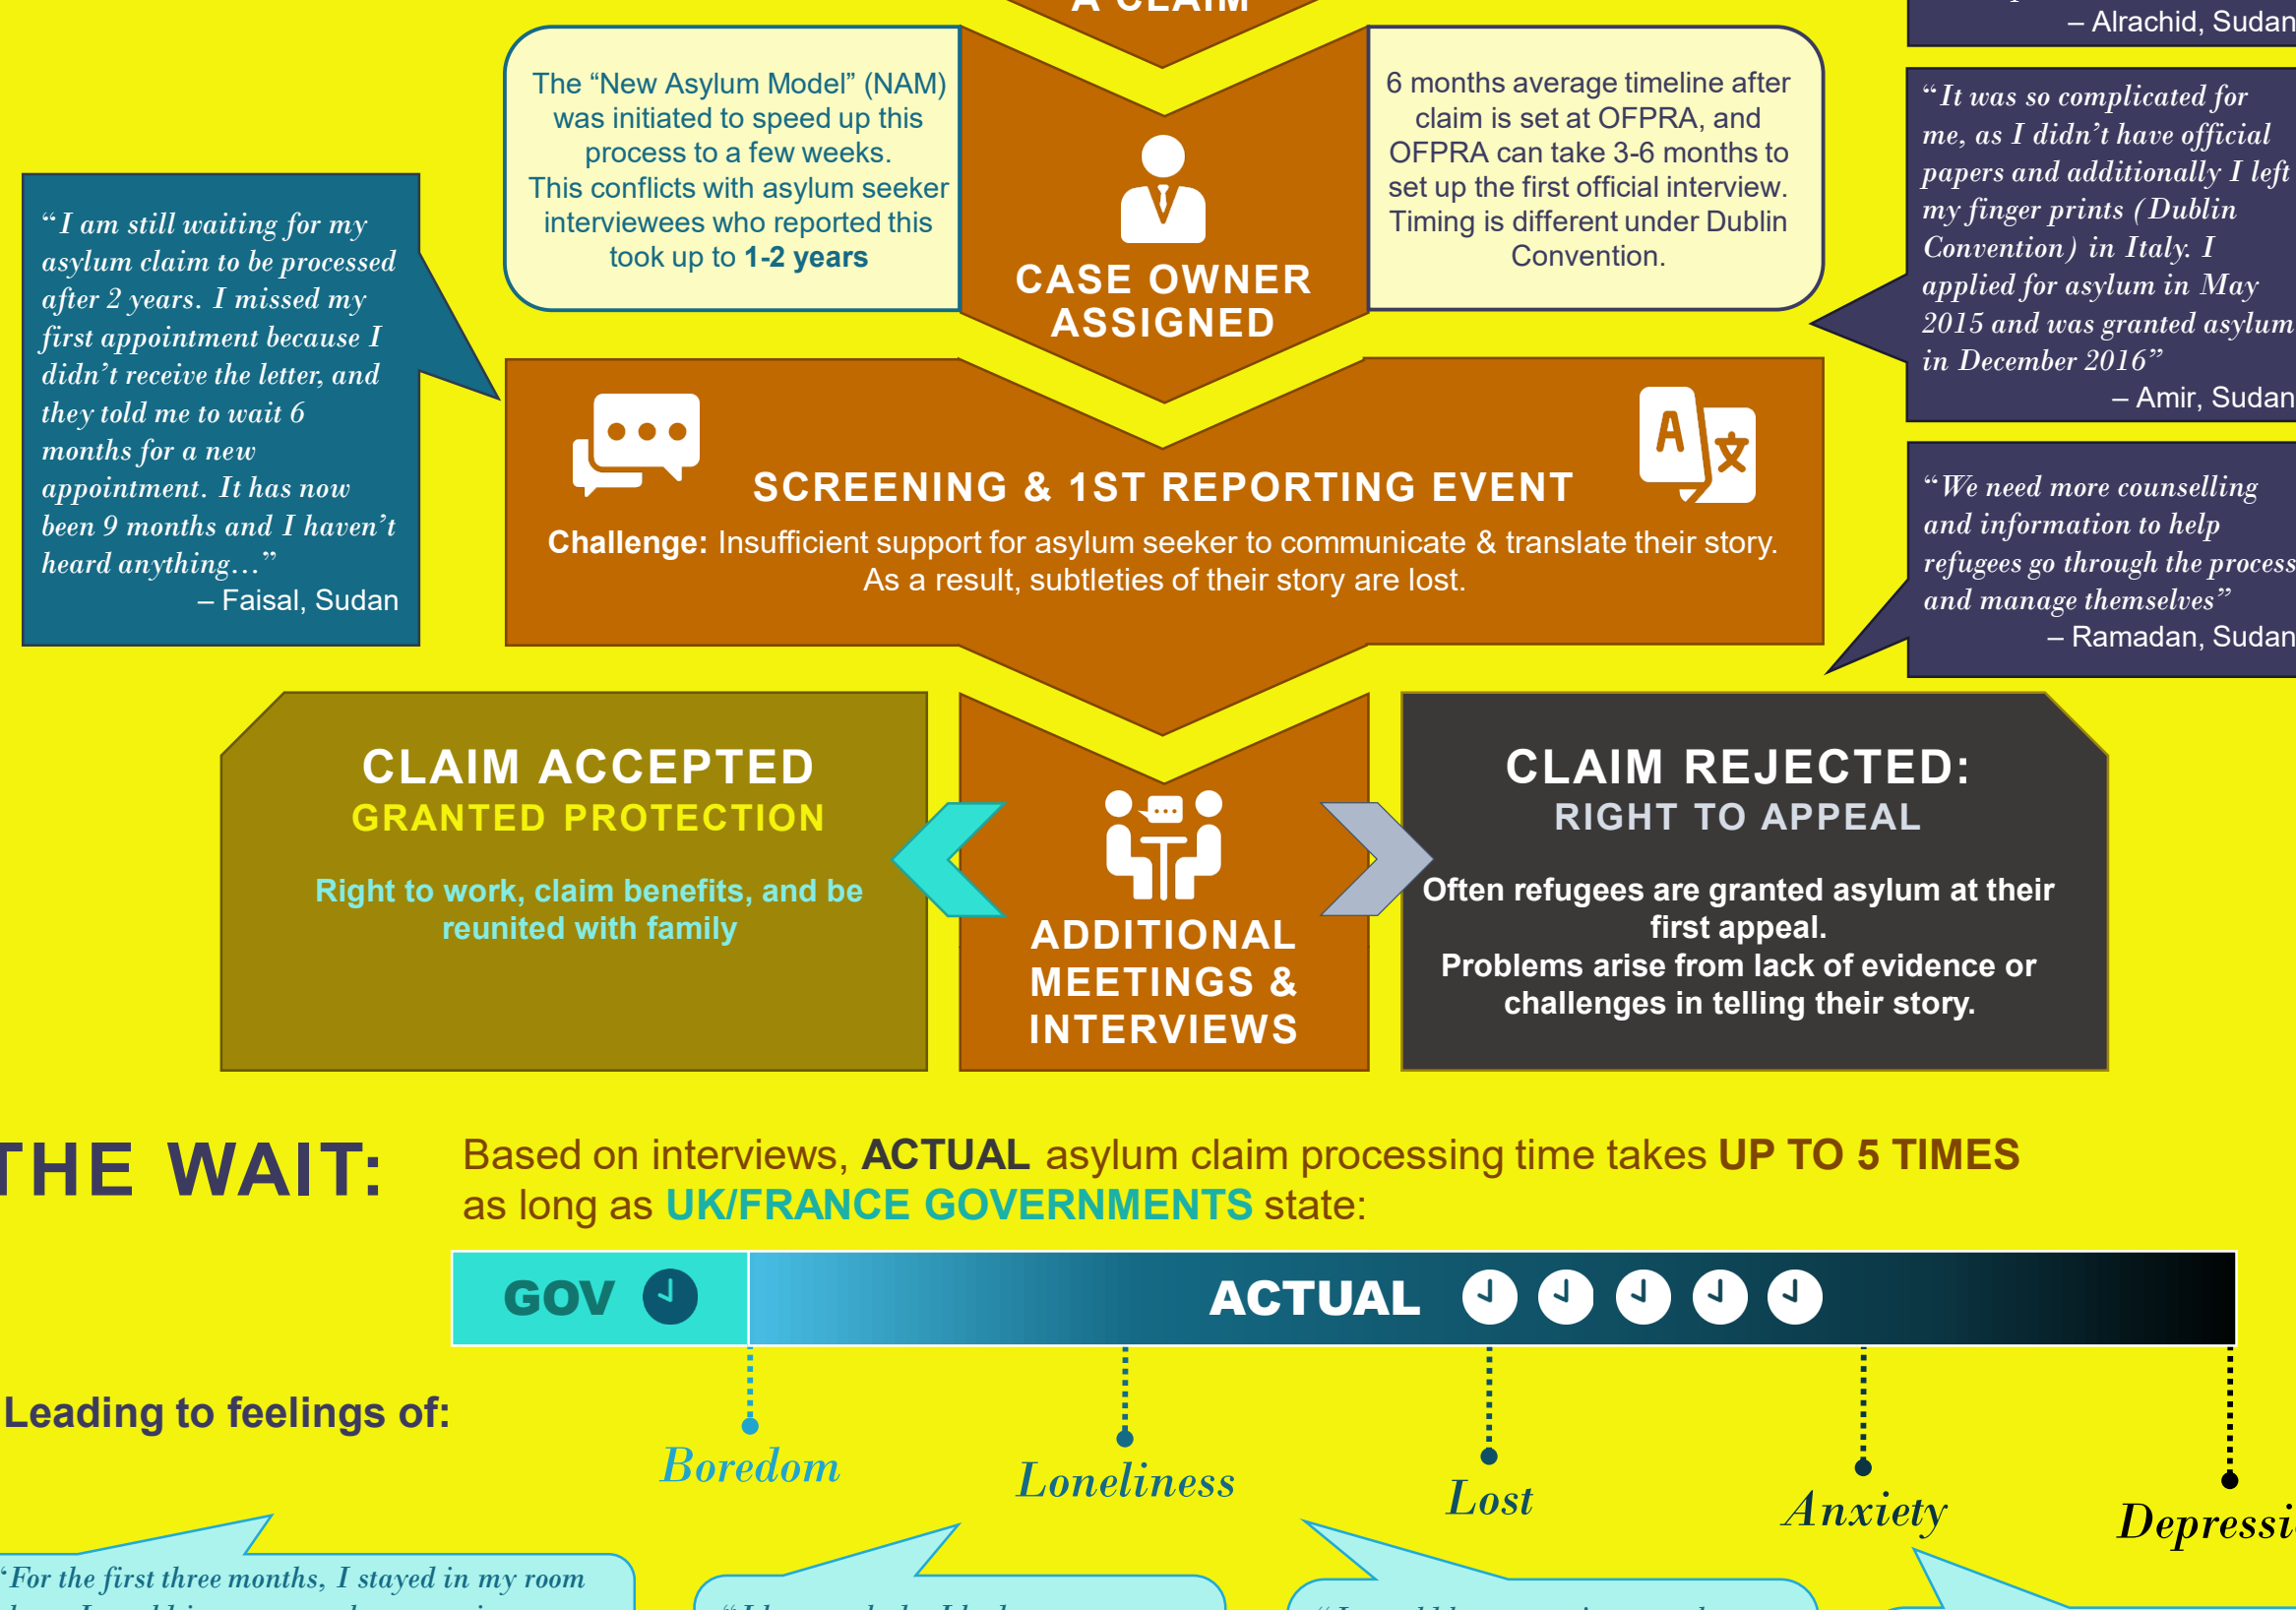 A CLAIM
– Alrachid, Sudan
The “New Asylum Model” (NAM)
was initiated to speed up this
process to a few weeks.
This conflicts with asylum seeker
interviewees who reported this
took up to 1-2 years
CASE OWNER
ASSIGNED
6 months average timeline after
claim is set at OFPRA, and
OFPRA can take 3-6 months to
set up the first official interview.
Timing is different under Dublin
Convention.
“It was so complicated for
me, as I didn’t have official
papers and additionally I left
my finger prints (Dublin
Convention) in Italy. I
applied for asylum in May
2015 and was granted asylum
in December 2016”
– Amir, Sudan
“I am still waiting for my
asylum claim to be processed
after 2 years. I missed my
first appointment because I
didn’t receive the letter, and
they told me to wait 6
months for a new
appointment. It has now
been 9 months and I haven’t
heard anything…”
– Faisal, Sudan
A 文
SCREENING & 1ST REPORTING EVENT
Challenge: Insufficient support for asylum seeker to communicate & translate their story.
As a result, subtleties of their story are lost.
“We need more counselling
and information to help
refugees go through the process
and manage themselves”
– Ramadan, Sudan
CLAIM ACCEPTED
GRANTED PROTECTION
Right to work, claim benefits, and be
reunited with family
ADDITIONAL
MEETINGS &
INTERVIEWS
CLAIM REJECTED:
RIGHT TO APPEAL
Often refugees are granted asylum at their
first appeal.
Problems arise from lack of evidence or
challenges in telling their story.
THE WAIT:
Based on interviews, ACTUAL asylum claim processing time takes UP TO 5 TIMES
as long as UK/FRANCE GOVERNMENTS state:
GOV
ACTUAL
Leading to feelings of:
Boredom
Loneliness
Lost
Anxiety
Depressi
“For the first three months, I stayed in my room